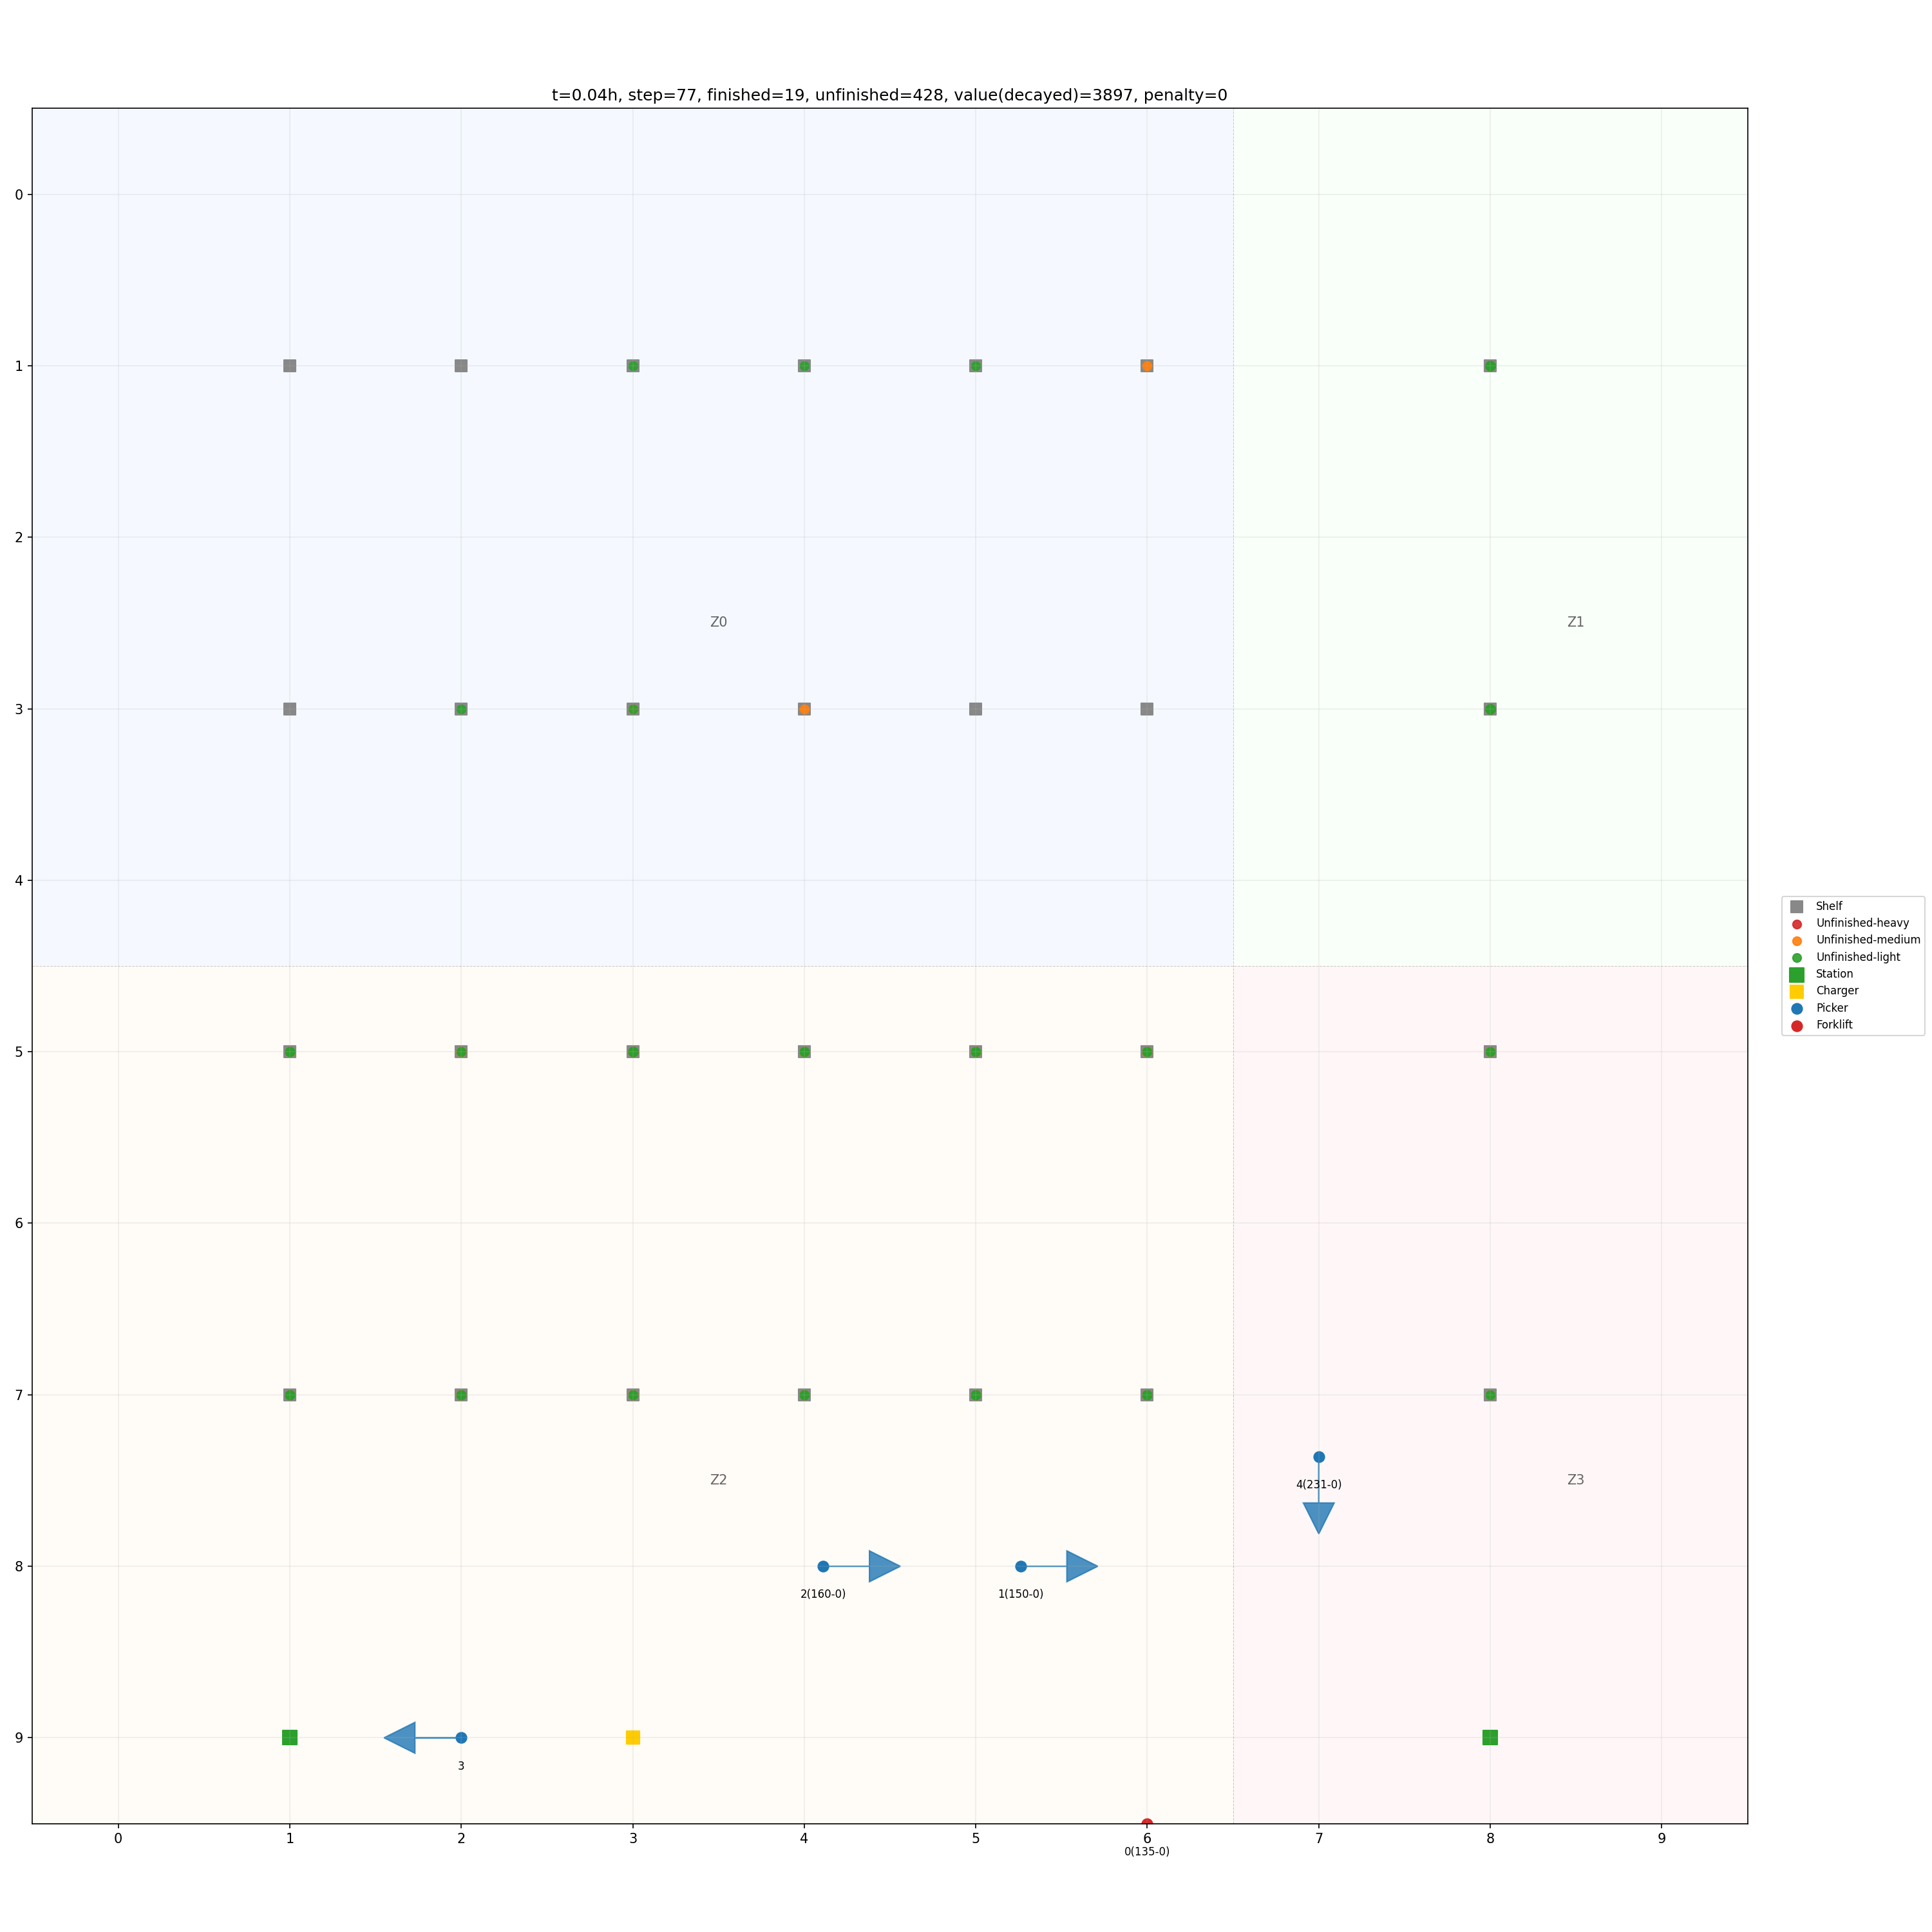 t=0.04h, step=77, finished=19, unfinished=428, value(decayed)=3897, penalty=0
0
1
2
Z0
Z1
3
4
Shelf
Unfinished-heavy
Unfinished-medium
Unfinished-light
Station
Charger
Picker
Forklift
5
6
7
Z2
Z3
4(231-0)
8
2(160-0)
1(150-0)
9
3
0 1 2 3 4 5 6 7 8 9
0(135-0)